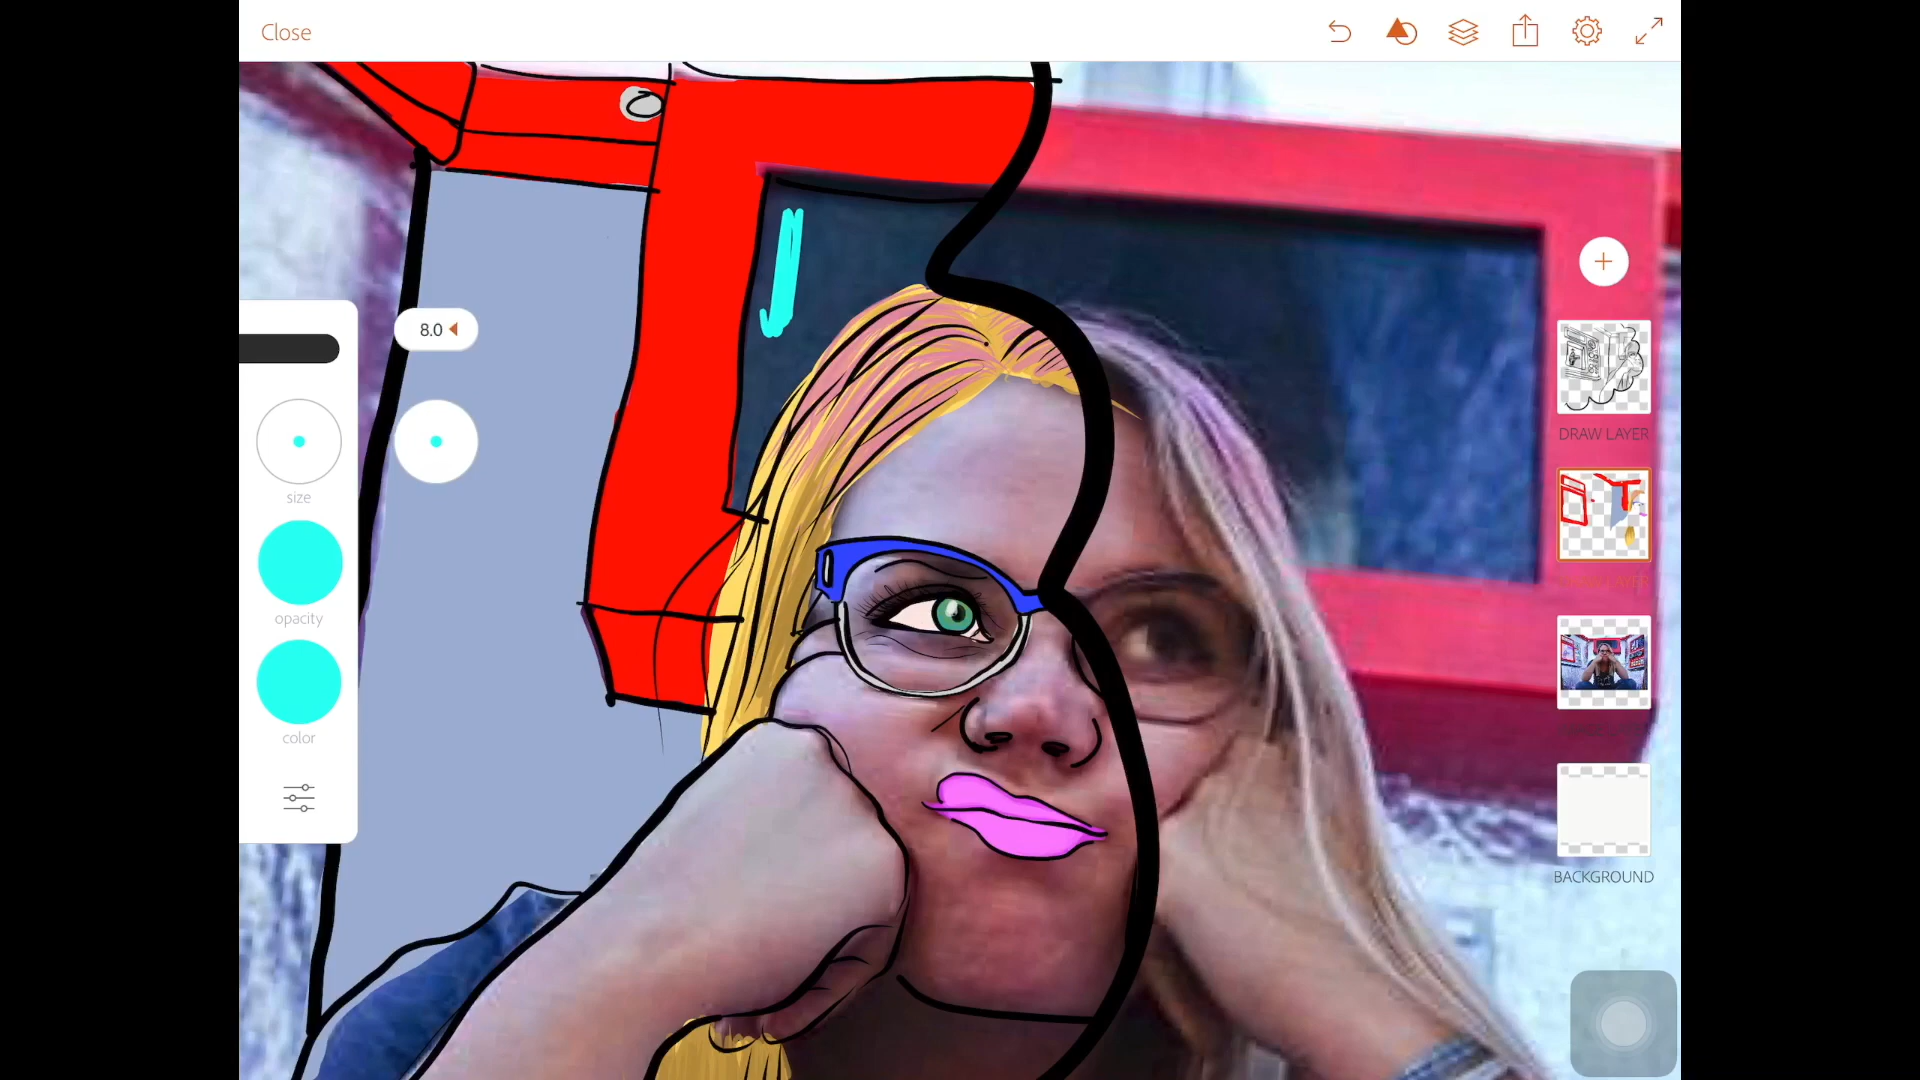 Close
8.0
size
opacity
color
DRAW LAYER
BACKGROUND